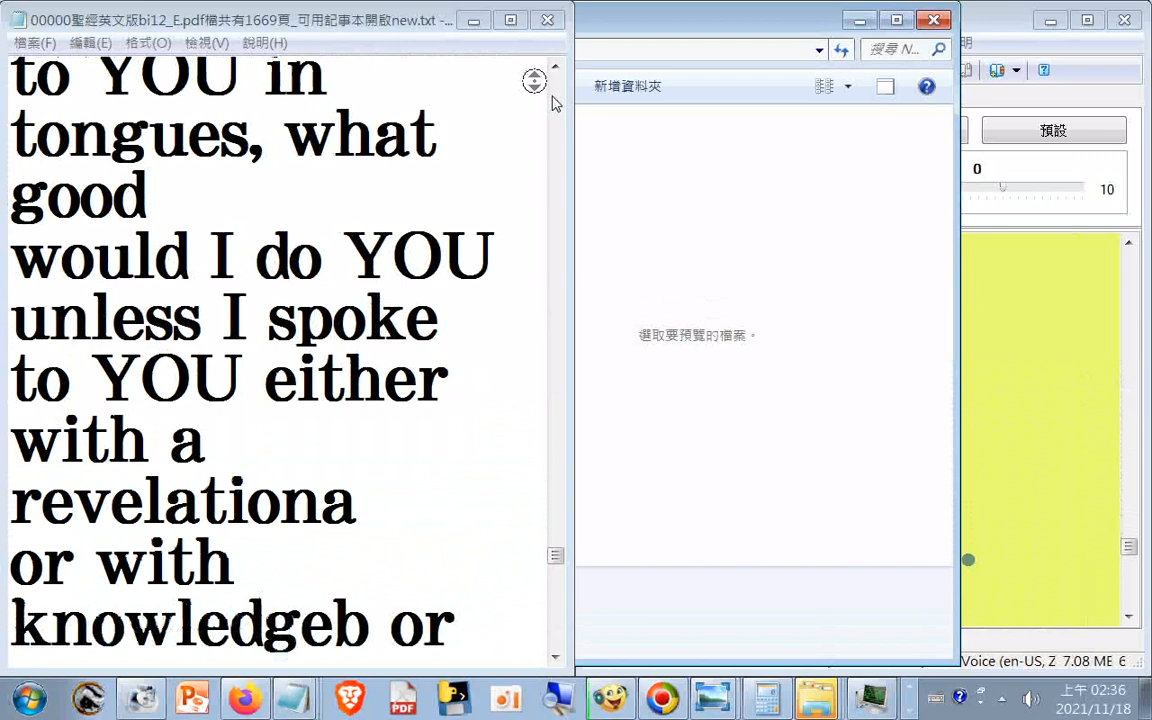 00000聖經英文版bi12_E.pdf檔共有1669頁_可用記事本開啟new.txt -...
檔案(F) 編輯(E) 格式(O) 檢視(V) 說明(H)
to YOU in
tongues, what
good
would I do YOU
unless I spoke
to YOU either
with a
revelationa
or with
knowledgeb or
搜尋 N...
新增資料夾
選取要預覽的檔案。
明
預設
0
10
Voice (en-US, Z 7.08 MB 6
上午 02:36
2021/11/18